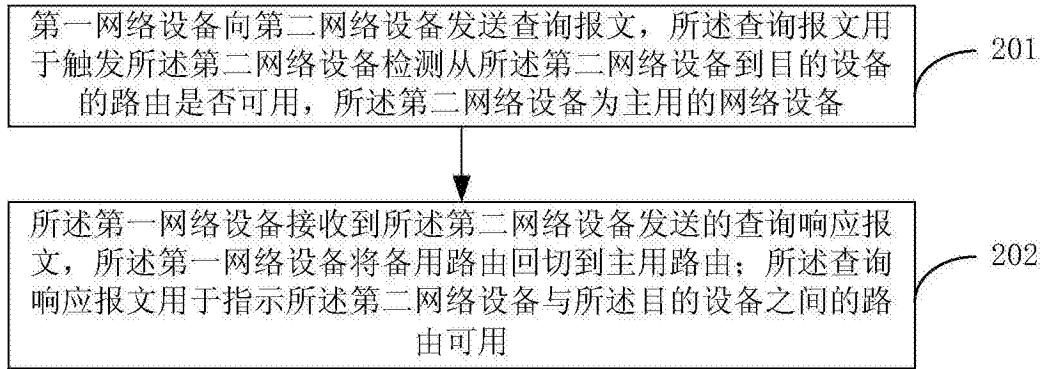 第一网络设备向第二网络设备发送查询报文，所述查询报文用
于触发所述第二网络设备检测从所述第二网络设备到目的设备
的路由是否可用，所述第二网络设备为主用的网络设备
201
所述第一网络设备接收到所述第二网络设备发送的查询响应报
文，所述第一网络设备将备用路由回切到主用路由；所述查询
响应报文用于指示所述第二网络设备与所述目的设备之间的路
由可用
202